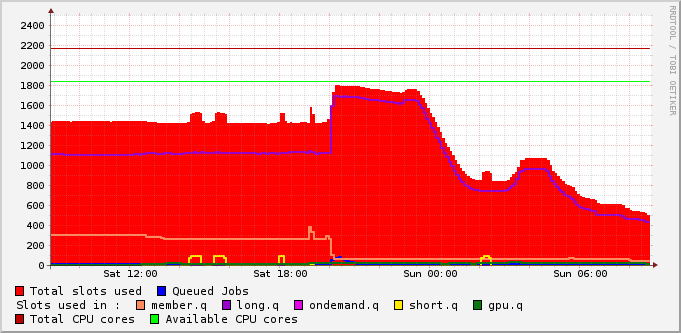 RRDTOOL / TOBI OETIKER
2400
2200
2000
1800
1600
1400
1200
1000
800
600
400
200
0
Sat 12:00 Sat 18:00 Sun 00:00 Sun 06:00
Total slots used Queued Jobs
Slots used in : member.q long.q ondemand.q short.q gpu.q
Total CPU cores Available CPU cores